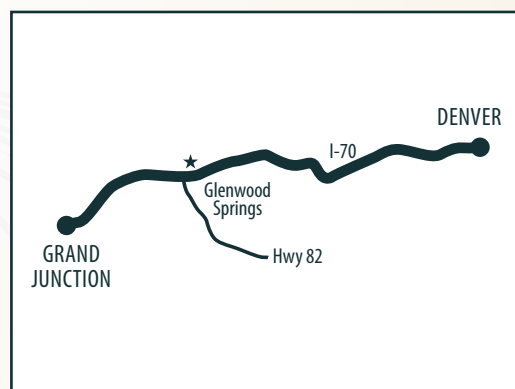 DENVER
I-70
Glenwood
Springs
GRAND
JUNCTION
Hwy 82